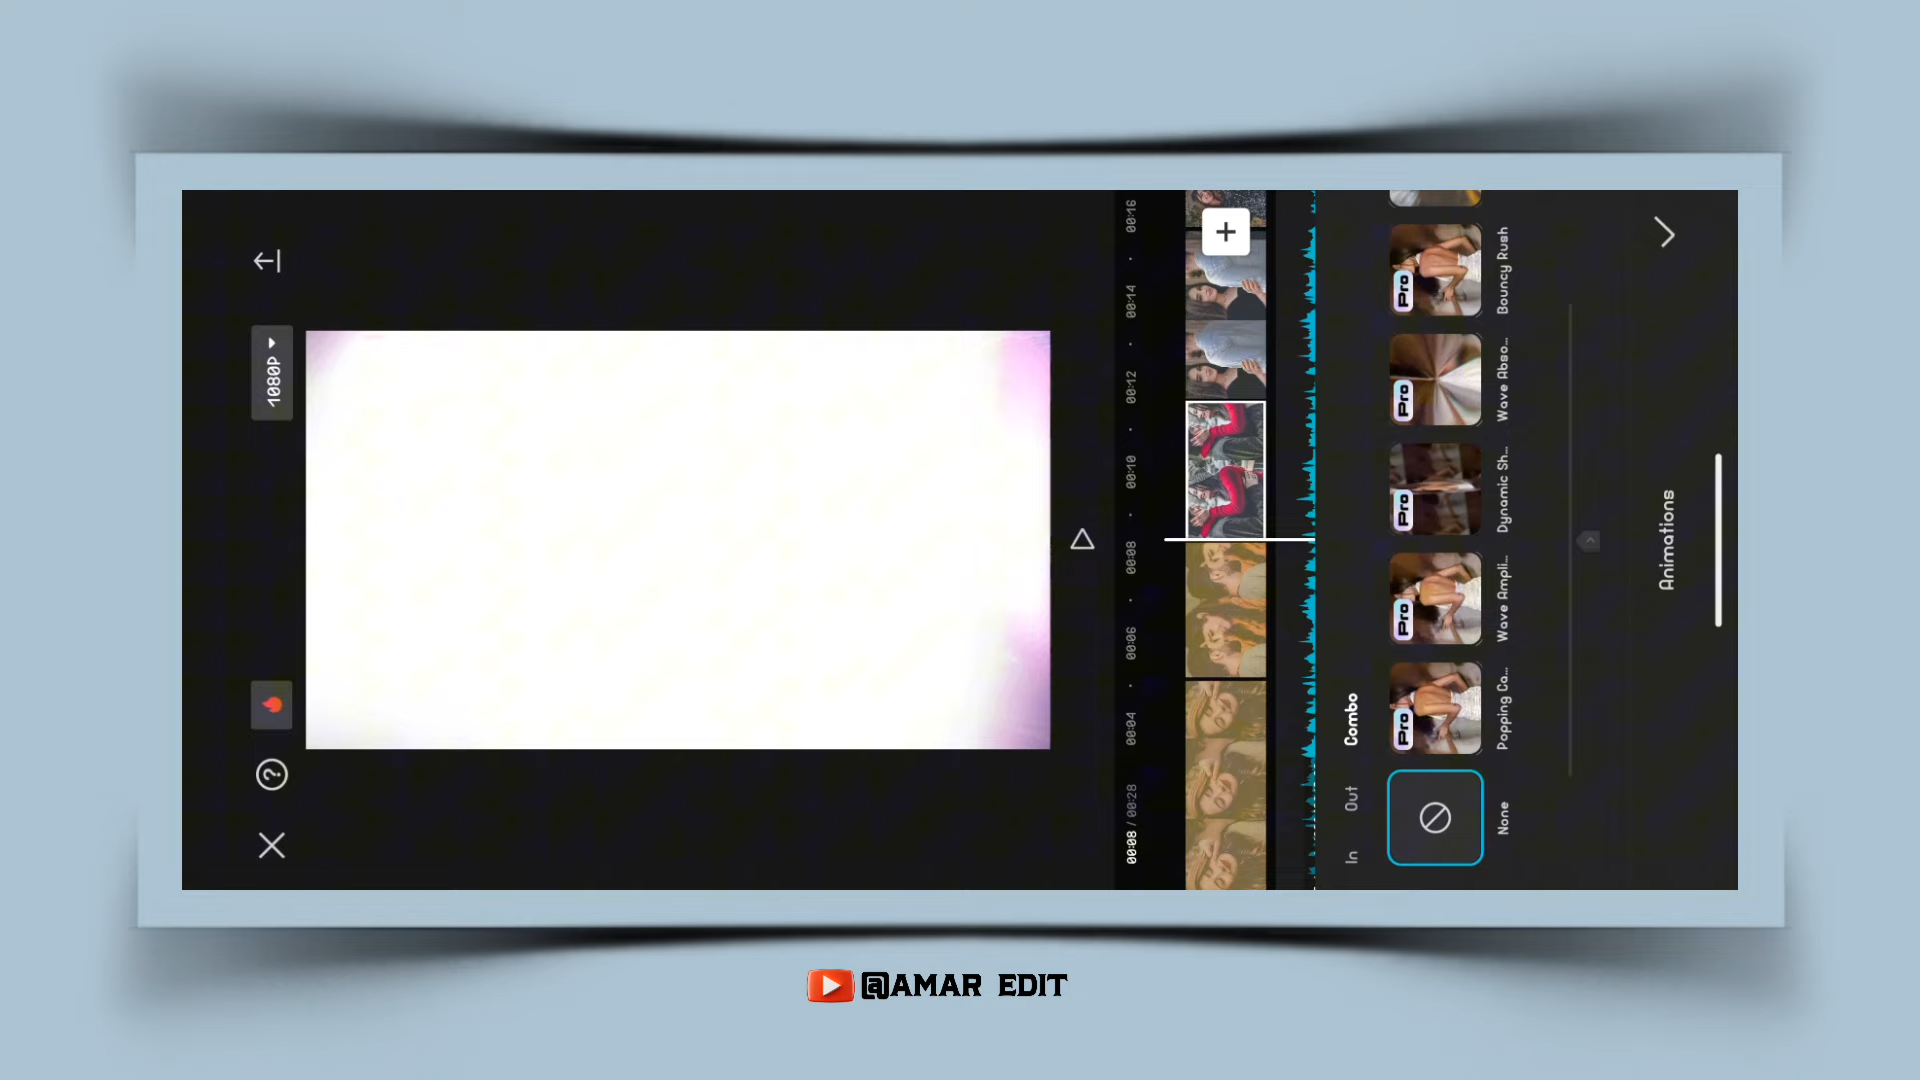 1080P
00:08 / 00:28
00:04 · 00:06 · 00:08 · 00:10 · 00:12 · 00:14 · 00:16
In Out Combo
None
Pro Popping Ca...
Pro Wave Ampli...
Pro Dynamic Sh...
Pro Wave Abso...
Pro Bouncy Rush
Animations
@AMAR EDIT